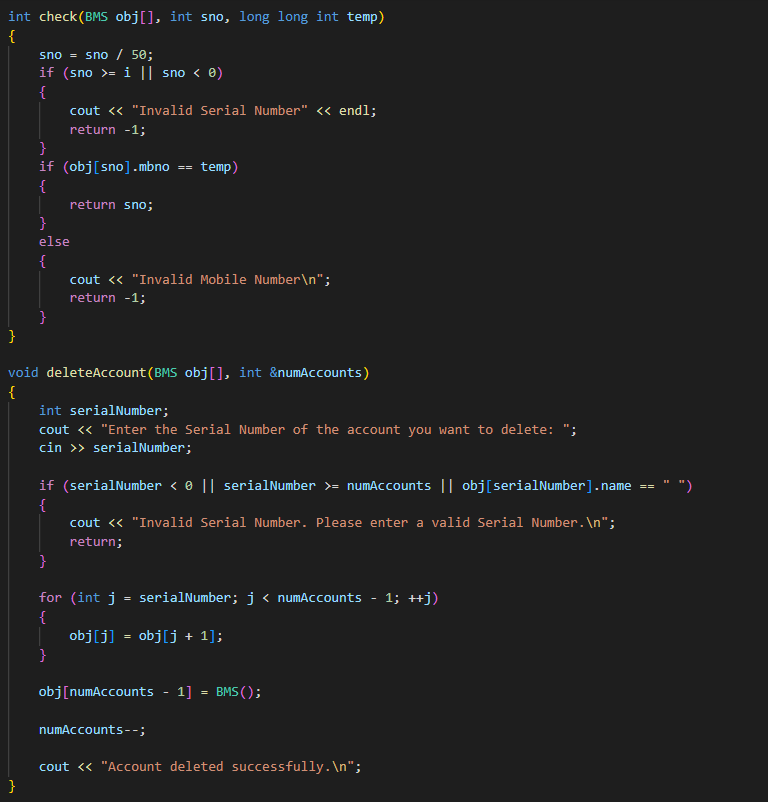 int check(BMS obj[], int sno, long long int temp)
{
    sno = sno / 50;
    if (sno >= i || sno < 0)
    {
        cout << "Invalid Serial Number" << endl;
        return -1;
    }
    if (obj[sno].mbno == temp)
    {
        return sno;
    }
    else
    {
        cout << "Invalid Mobile Number\n";
        return -1;
    }
}

void deleteAccount(BMS obj[], int &numAccounts)
{
    int serialNumber;
    cout << "Enter the Serial Number of the account you want to delete: ";
    cin >> serialNumber;

    if (serialNumber < 0 || serialNumber >= numAccounts || obj[serialNumber].name == " ")
    {
        cout << "Invalid Serial Number. Please enter a valid Serial Number.\n";
        return;
    }

    for (int j = serialNumber; j < numAccounts - 1; ++j)
    {
        obj[j] = obj[j + 1];
    }

    obj[numAccounts - 1] = BMS();

    numAccounts--;

    cout << "Account deleted successfully.\n";
}